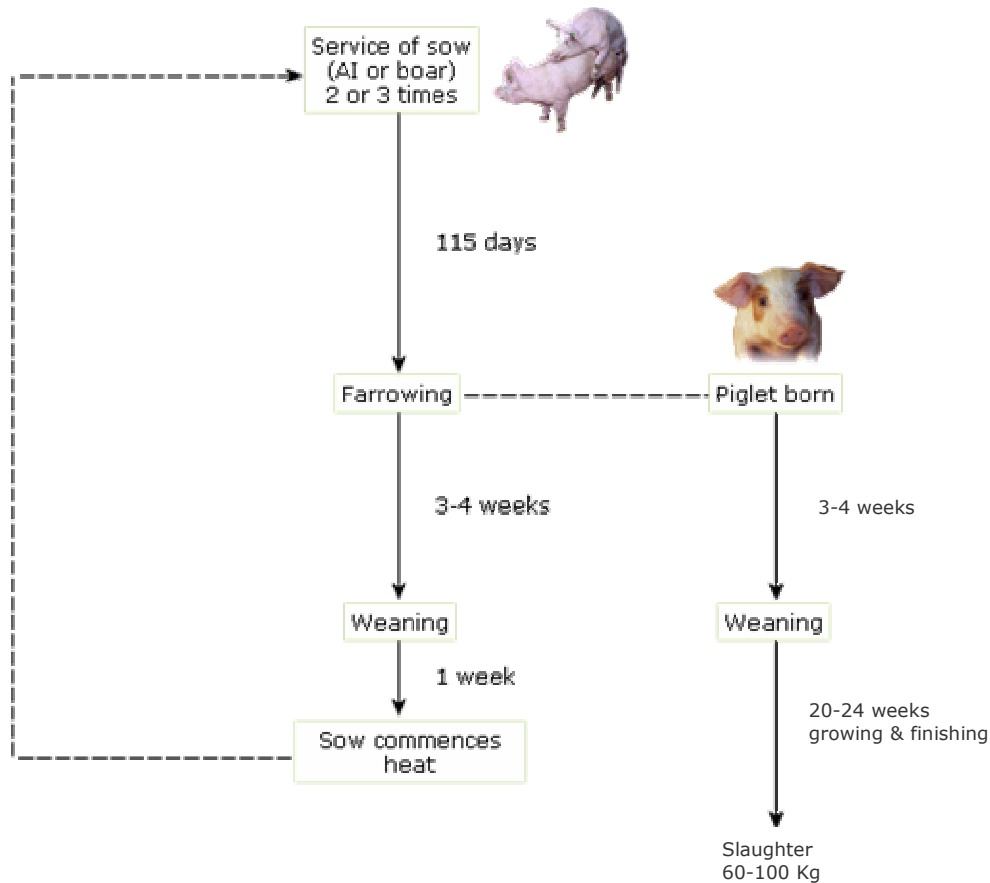 Service of sow
(AI or boar)
2 or 3 times
115 days
Farrowing
Piglet born
3-4 weeks
3-4 weeks
Weaning
Weaning
1 week
20-24 weeks
growing & finishing
Sow commences
heat
Slaughter
60-100 Kg